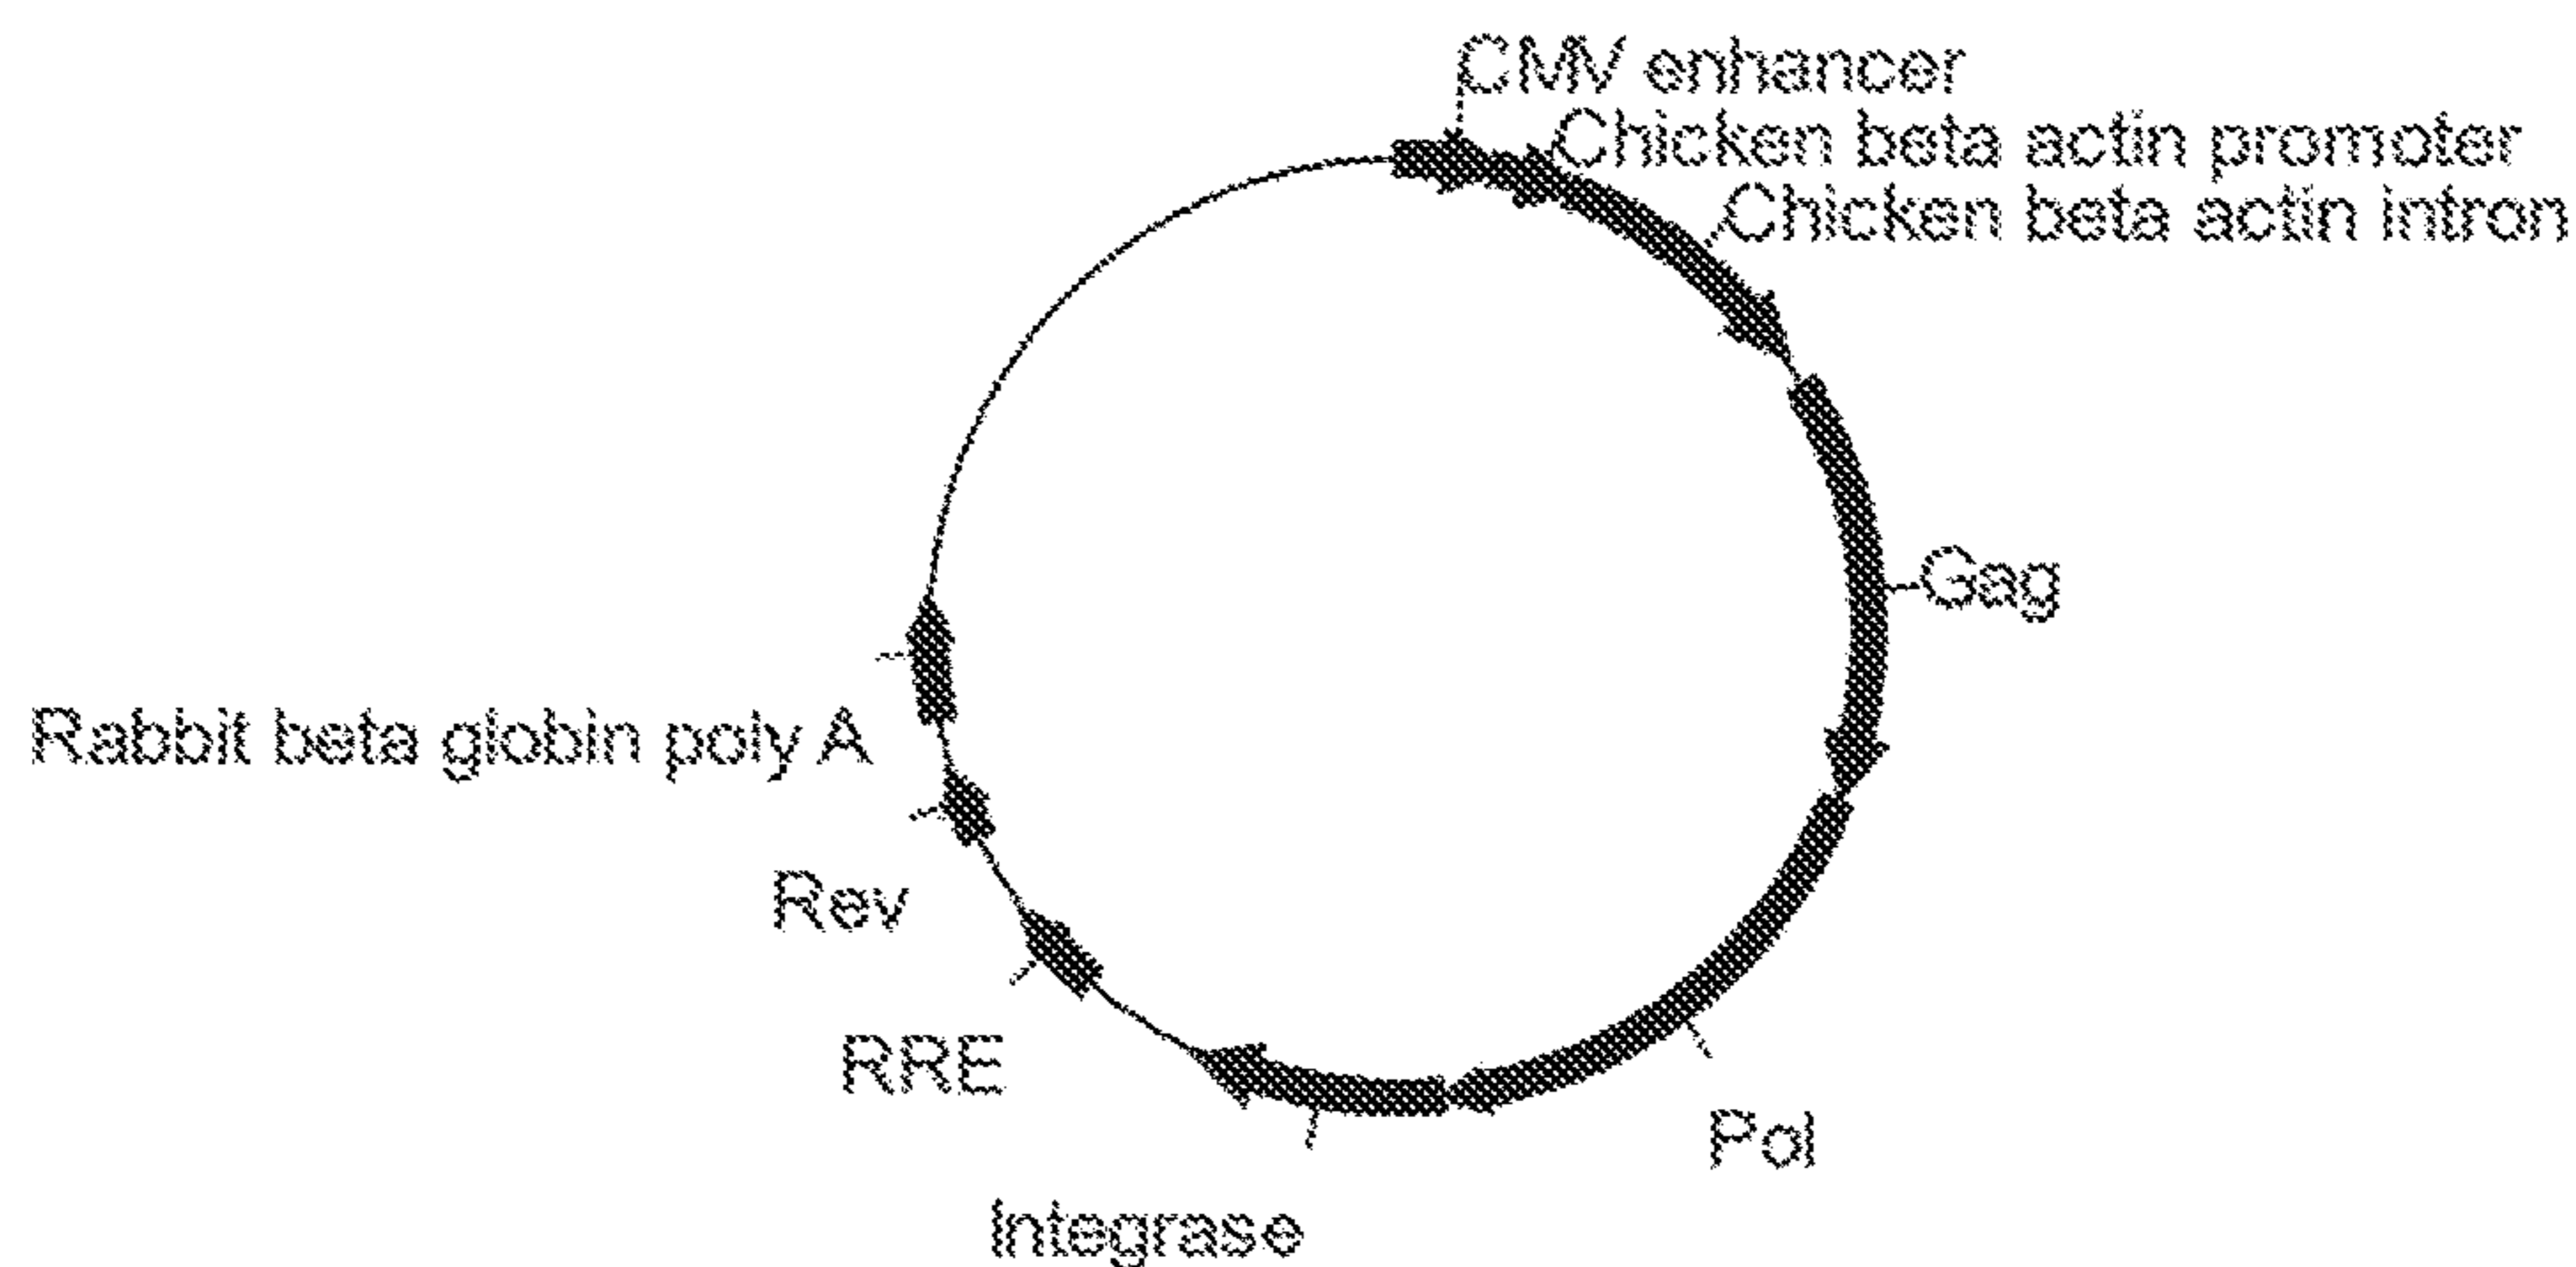 CMV enhancer
Chicken beta actin promoter
Chicken beta actin intron
Gag
Rabbit beta globin poly A
Rev
RRE
Pol
Integrase